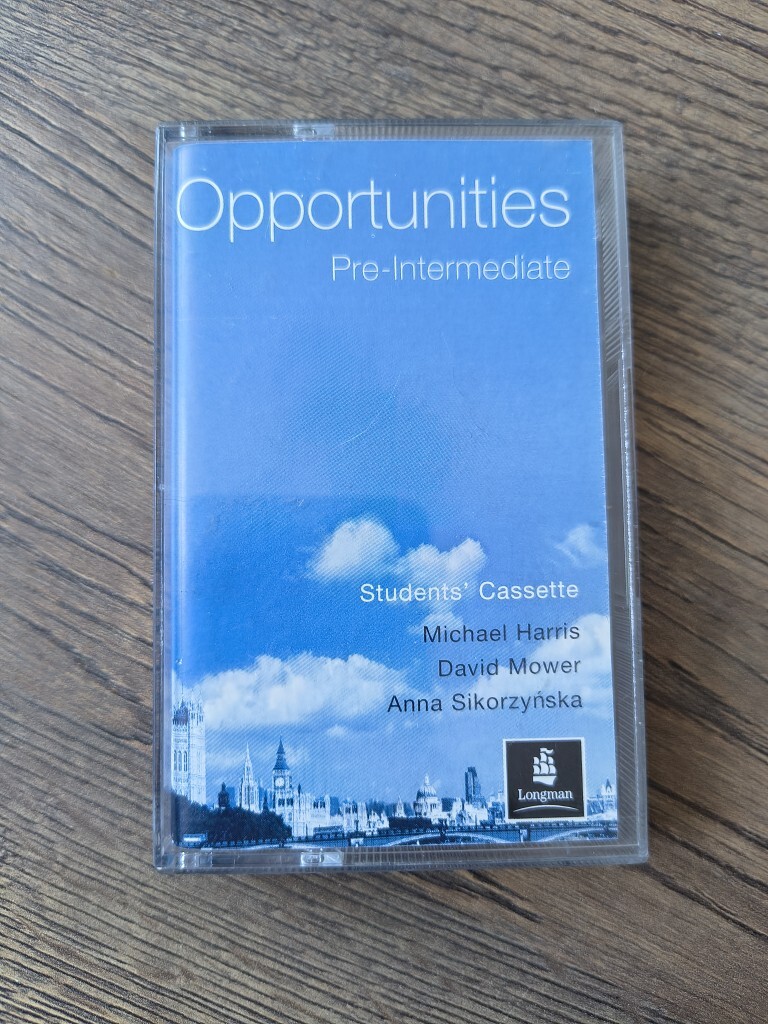 Opportunities
Pre-Intermediate
Students' Cassette
Michael Harris
David Mower
Anna Sikorzyńska
Longman